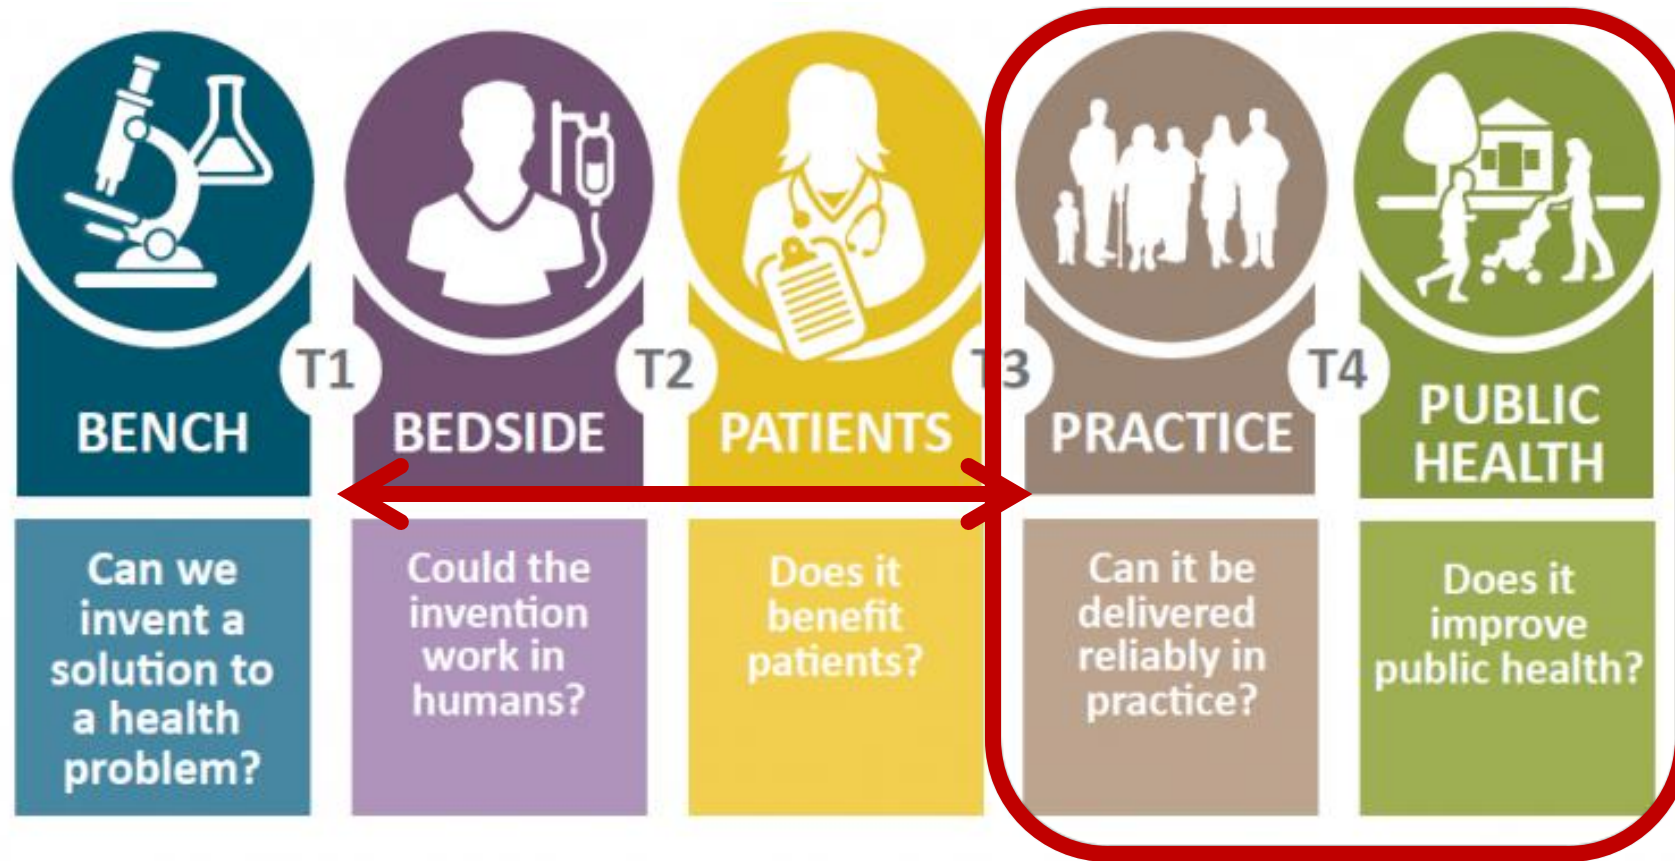 T1
T2
T3
T4
BENCH
BEDSIDE
PATIENTS
PRACTICE
PUBLIC
HEALTH
Can we
invent a
solution to
a health
problem?
Could the
invention
work in
humans?
Does it
benefit
patients?
Can it be
delivered
reliably in
practice?
Does it
improve
public health?